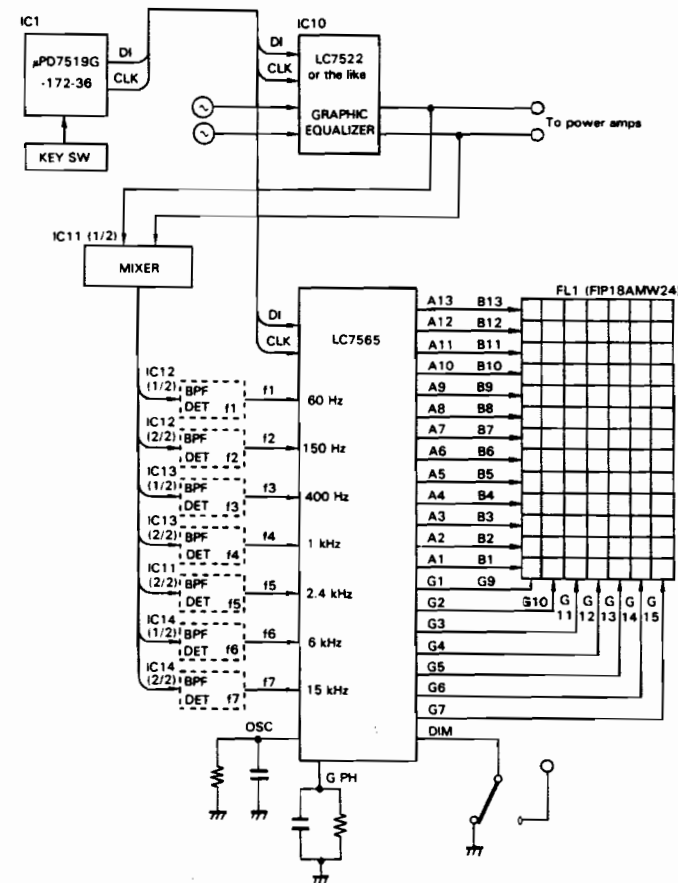 IC1
μPD7519G
-172-36
DI
CLK
KEY SW
IC10
DI
CLK
LC7522
or the like
GRAPHIC
EQUALIZER
To power amps
IC11 (1/2)
MIXER
FL1 (FIP18AMW24
DI
CLK
LC7565
IC12
(1/2)
BPF
DET f1
f1
60 Hz
IC12
(2/2)
BPF
DET f2
f2
150 Hz
IC13
(1/2)
BPF
DET f3
f3
400 Hz
IC13
(2/2)
BPF
DET f4
f4
1 kHz
IC11
(2/2)
BPF
DET f5
f5
2.4 kHz
IC14
(1/2)
BPF
DET f6
f6
6 kHz
IC14
(2/2)
BPF
DET f7
f7
15 kHz
A13 B13
A12 B12
A11 B11
A10 B10
A9 B9
A8 B8
A7 B7
A6 B6
A5 B5
A4 B4
A3 B3
A2 B2
A1 B1
G1 G9
G2 G10
G3 G 11
G4 G 12
G5 G 13
G6 G 14
G7 G 15
OSC
G PH
DIM